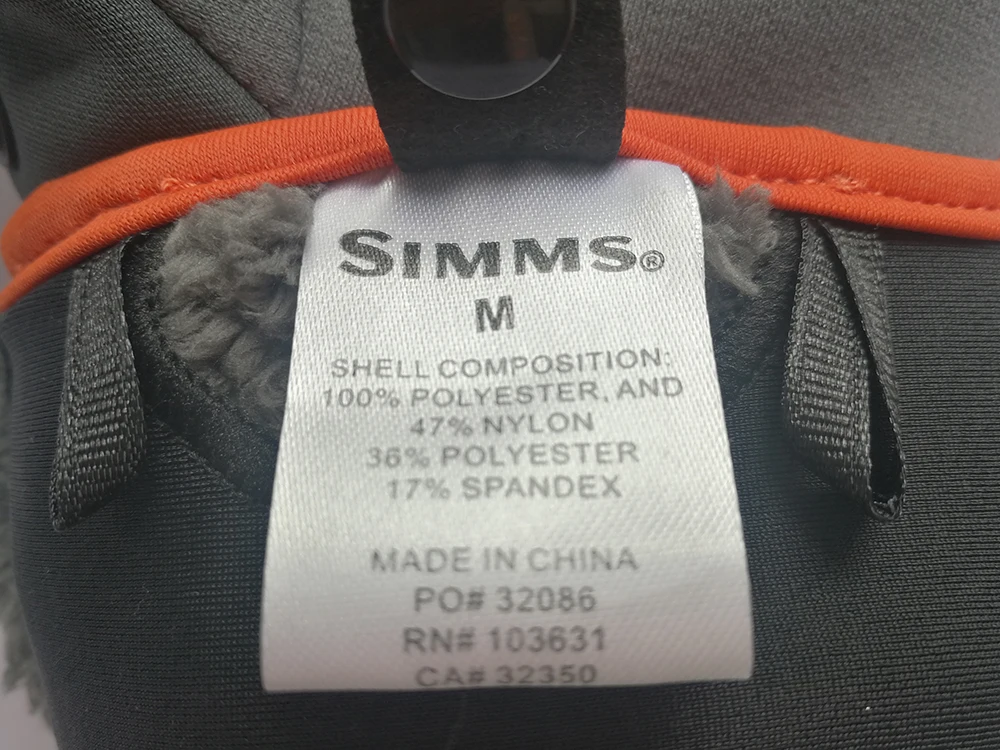 SIMMS®
M
SHELL COMPOSITION:
100% POLYESTER, AND
47% NYLON
36% POLYESTER
17% SPANDEX
MADE IN CHINA
PO# 32086
RN# 103631
CA# 32350